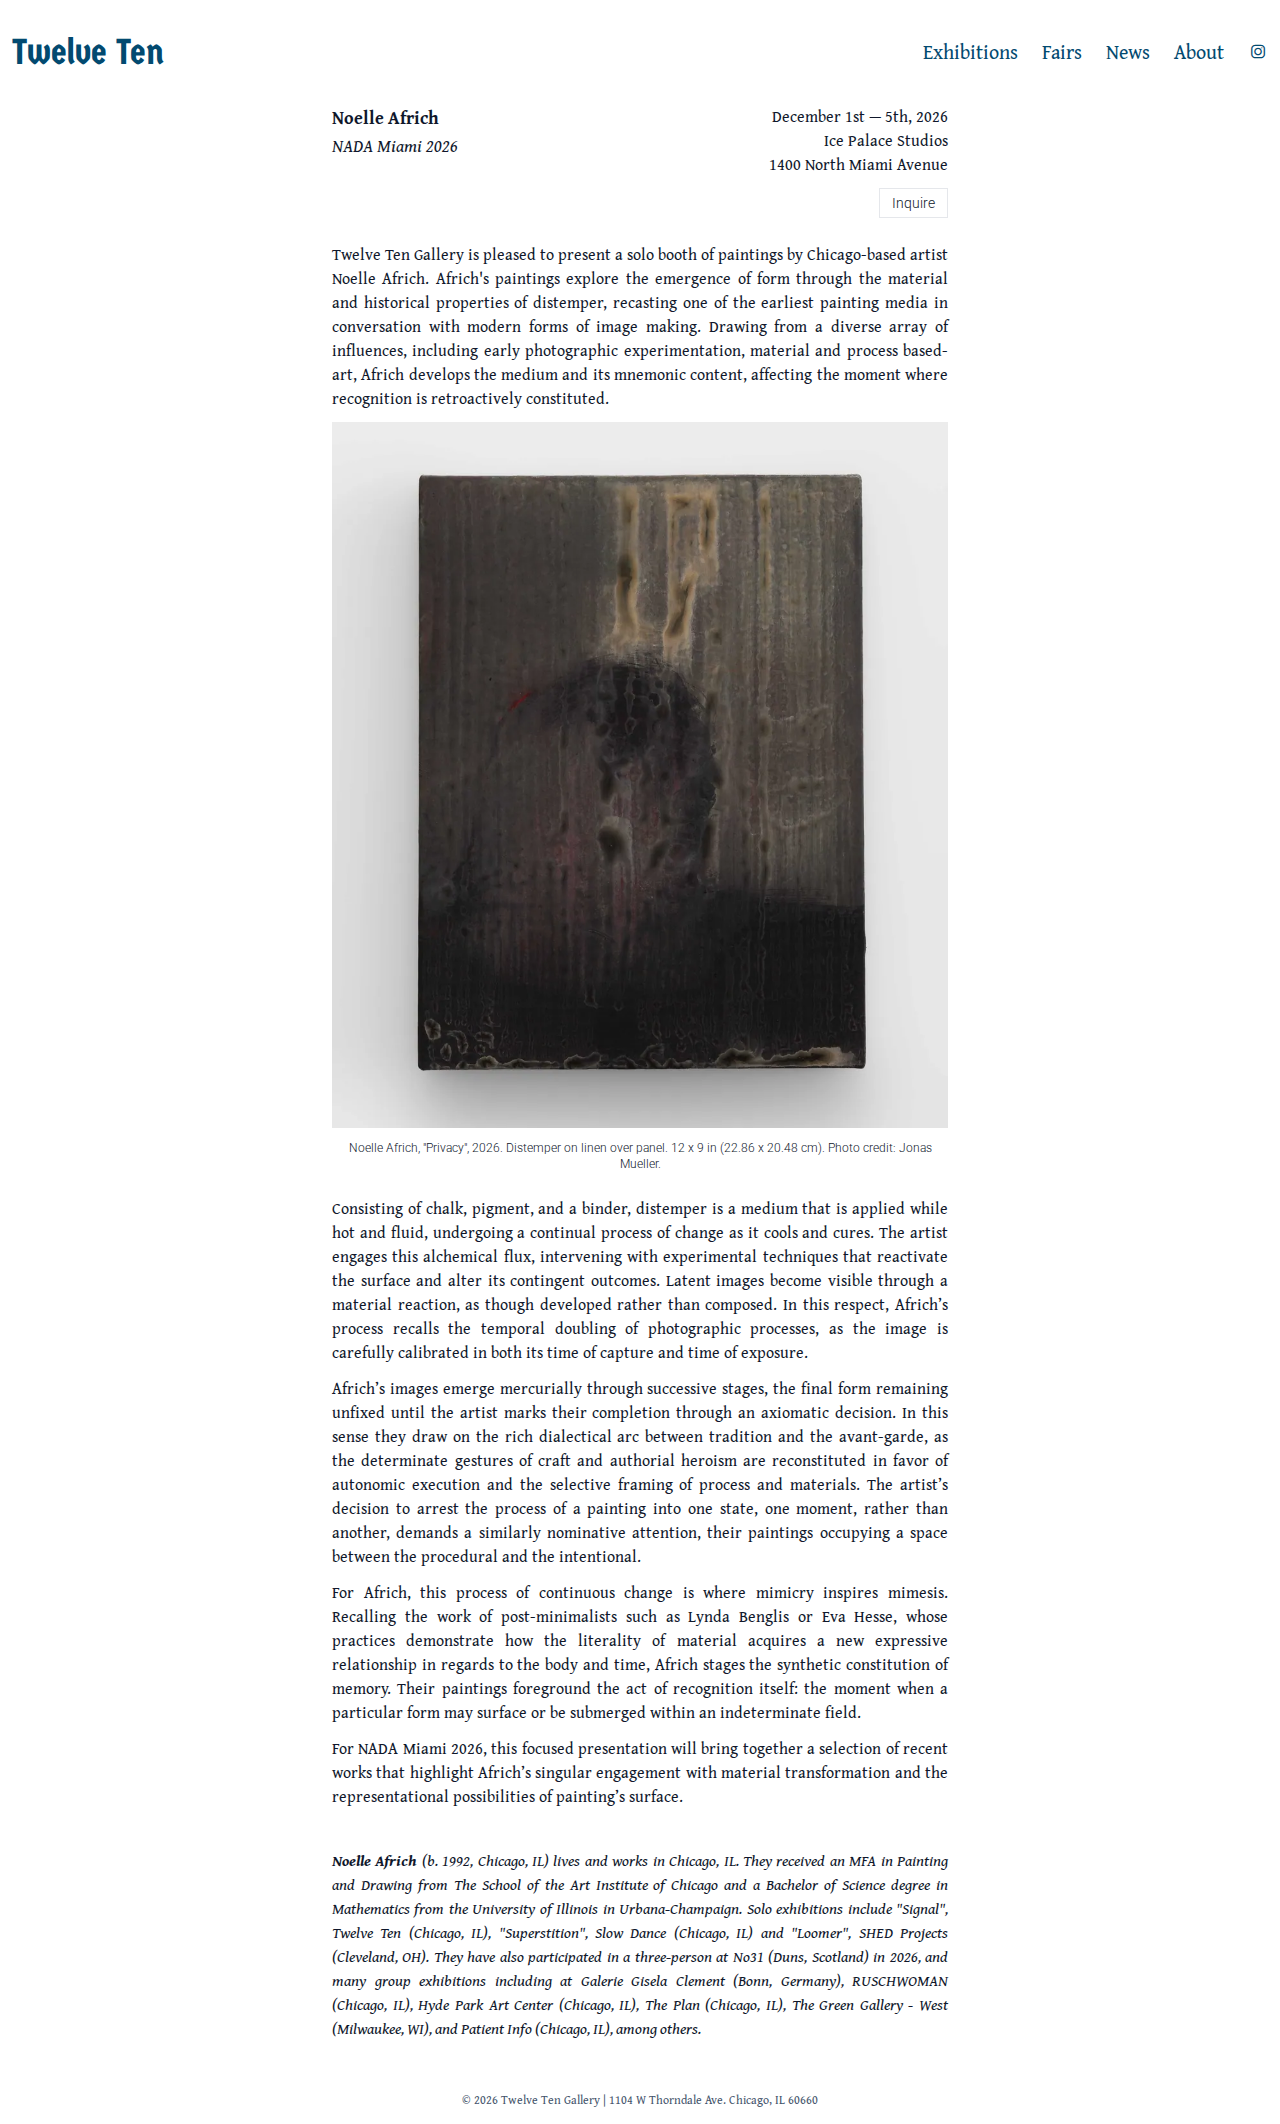 Twelve Ten
Exhibitions Fairs News About
Noelle Africh
NADA Miami 2026
December 1st — 5th, 2026
Ice Palace Studios
1400 North Miami Avenue
Inquire
Twelve Ten Gallery is pleased to present a solo booth of paintings by Chicago-based artist
Noelle Africh. Africh's paintings explore the emergence of form through the material
and historical properties of distemper, recasting one of the earliest painting media in
conversation with modern forms of image making. Drawing from a diverse array of
influences, including early photographic experimentation, material and process based-
art, Africh develops the medium and its mnemonic content, affecting the moment where
recognition is retroactively constituted.
Noelle Africh, "Privacy", 2026. Distemper on linen over panel. 12 x 9 in (22.86 x 20.48 cm). Photo credit: Jonas
Mueller.
Consisting of chalk, pigment, and a binder, distemper is a medium that is applied while
hot and fluid, undergoing a continual process of change as it cools and cures. The artist
engages this alchemical flux, intervening with experimental techniques that reactivate
the surface and alter its contingent outcomes. Latent images become visible through a
material reaction, as though developed rather than composed. In this respect, Africh’s
process recalls the temporal doubling of photographic processes, as the image is
carefully calibrated in both its time of capture and time of exposure.
Africh’s images emerge mercurially through successive stages, the final form remaining
unfixed until the artist marks their completion through an axiomatic decision. In this
sense they draw on the rich dialectical arc between tradition and the avant-garde, as
the determinate gestures of craft and authorial heroism are reconstituted in favor of
autonomic execution and the selective framing of process and materials. The artist’s
decision to arrest the process of a painting into one state, one moment, rather than
another, demands a similarly nominative attention, their paintings occupying a space
between the procedural and the intentional.
For Africh, this process of continuous change is where mimicry inspires mimesis.
Recalling the work of post-minimalists such as Lynda Benglis or Eva Hesse, whose
practices demonstrate how the literality of material acquires a new expressive
relationship in regards to the body and time, Africh stages the synthetic constitution of
memory. Their paintings foreground the act of recognition itself: the moment when a
particular form may surface or be submerged within an indeterminate field.
For NADA Miami 2026, this focused presentation will bring together a selection of recent
works that highlight Africh’s singular engagement with material transformation and the
representational possibilities of painting’s surface.
Noelle Africh (b. 1992, Chicago, IL) lives and works in Chicago, IL. They received an MFA in Painting
and Drawing from The School of the Art Institute of Chicago and a Bachelor of Science degree in
Mathematics from the University of Illinois in Urbana-Champaign. Solo exhibitions include "Signal",
Twelve Ten (Chicago, IL), "Superstition", Slow Dance (Chicago, IL) and "Loomer", SHED Projects
(Cleveland, OH). They have also participated in a three-person at No31 (Duns, Scotland) in 2026, and
many group exhibitions including at Galerie Gisela Clement (Bonn, Germany), RUSCHWOMAN
(Chicago, IL), Hyde Park Art Center (Chicago, IL), The Plan (Chicago, IL), The Green Gallery - West
(Milwaukee, WI), and Patient Info (Chicago, IL), among others.
© 2026 Twelve Ten Gallery | 1104 W Thorndale Ave. Chicago, IL 60660